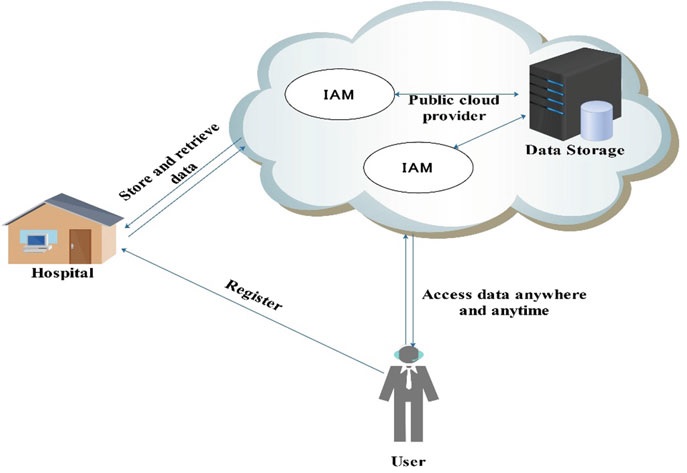 IAM
Public cloud
provider
IAM
Data Storage
Store and retrieve
data
Hospital
Register
Access data anywhere
and anytime
User